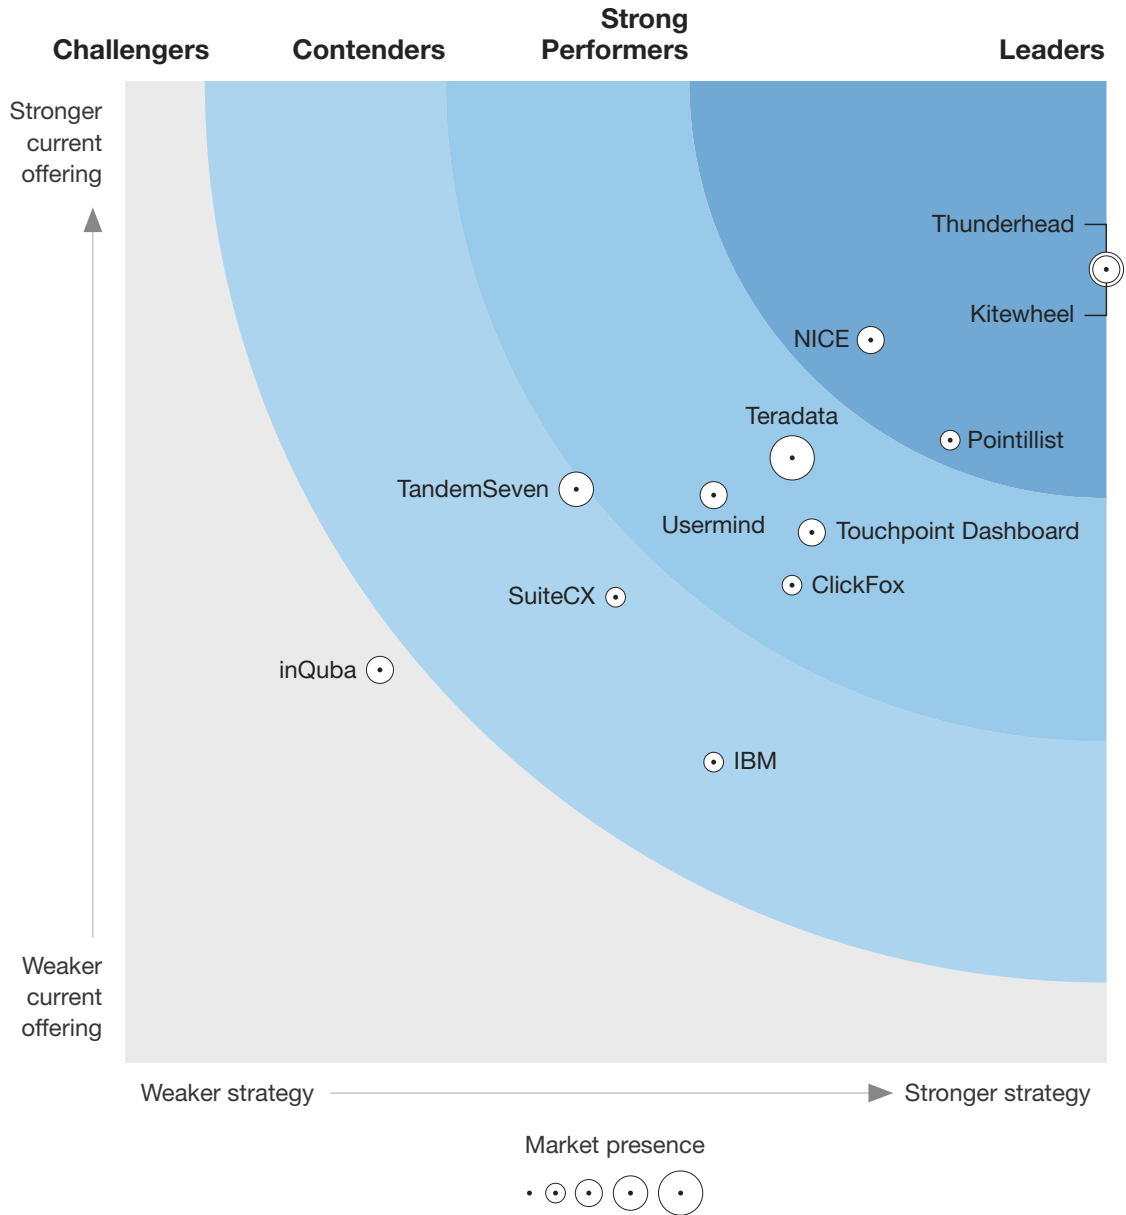 Challengers
Contenders
Strong
Performers
Leaders
Stronger
current
offering
Thunderhead
Kitewheel
NICE
Teradata
Pointillist
TandemSeven
Usermind
Touchpoint Dashboard
ClickFox
SuiteCX
inQuba
IBM
Weaker
current
offering
Weaker strategy
Stronger strategy
Market presence